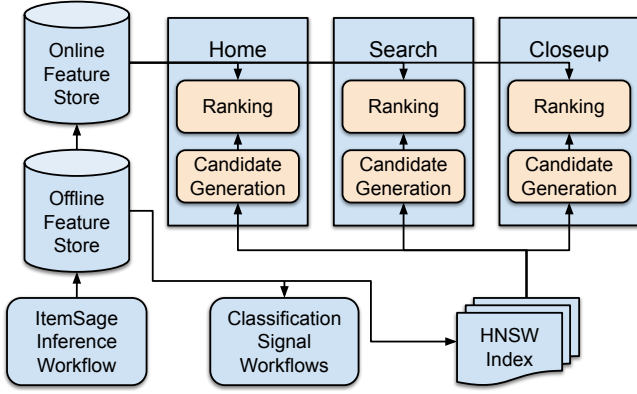 Online
Feature
Store
Home
Search
Closeup
Ranking
Ranking
Ranking
Candidate
Generation
Candidate
Generation
Candidate
Generation
Offline
Feature
Store
ItemSage
Inference
Workflow
Classification
Signal
Workflows
HNSW
Index